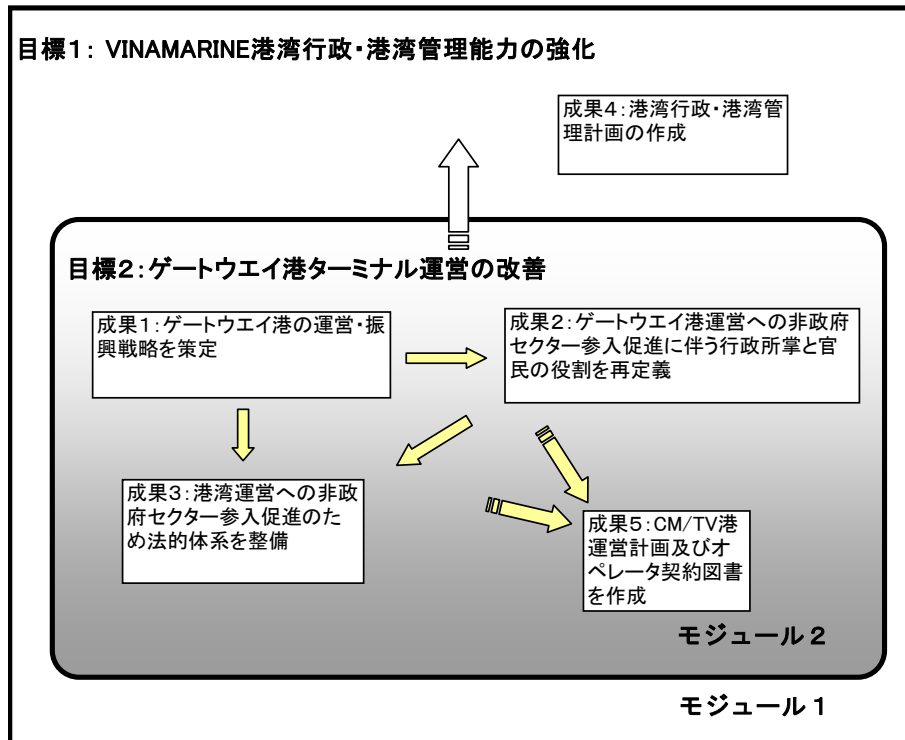 目標1: VINAMARINE港湾行政・港湾管理能力の強化
成果4:港湾行政・港湾管
理計画の作成
目標2:ゲートウエイ港ターミナル運営の改善
成果1:ゲートウエイ港の運営・振
興戦略を策定
成果2:ゲートウエイ港運営への非政府
セクター参入促進に伴う行政所掌と官
民の役割を再定義
成果3:港湾運営への非政
府セクター参入促進のた
め法的体系を整備
成果5:CM/TV港
運営計画及びオ
ペレータ契約図書
を作成
モジュール2
モジュール1